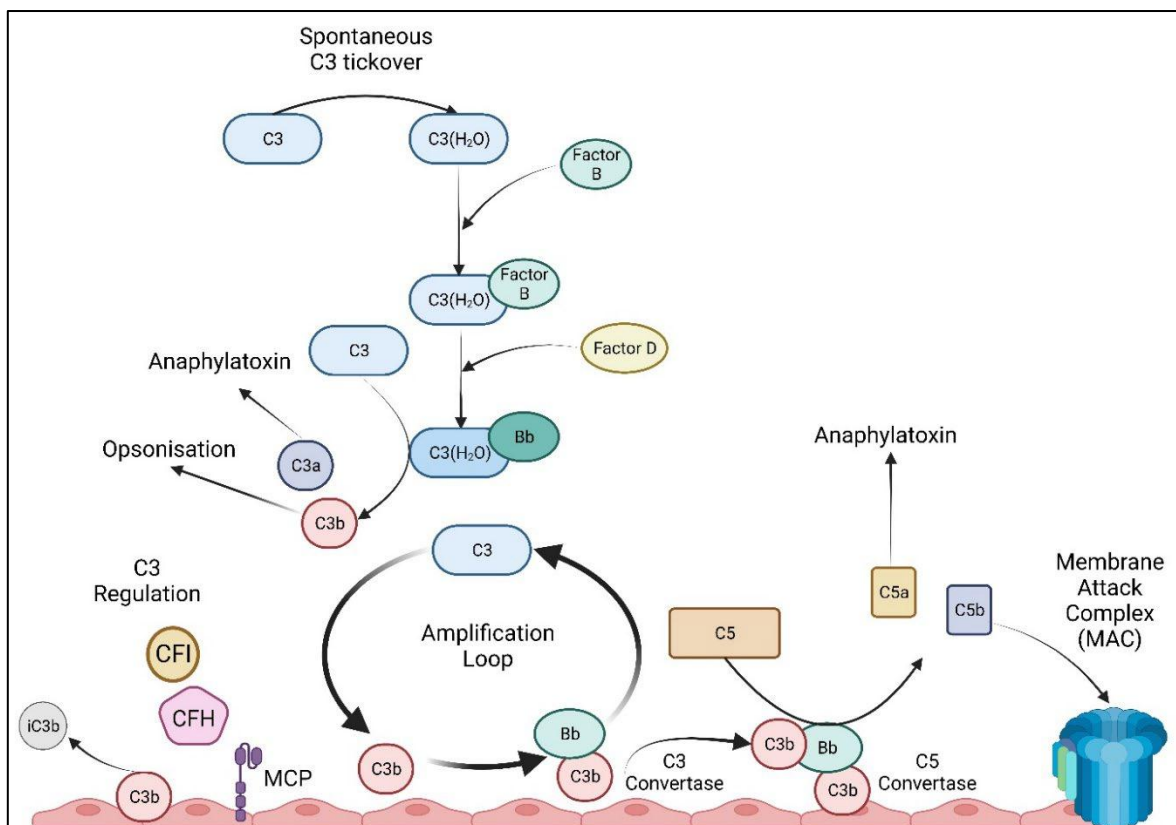 Spontaneous
C3 tickover
C3
C3(H₂O)
Factor
B
C3(H₂O)
Factor
B
C3
Factor D
Anaphylatoxin
C3(H₂O)
Bb
Opsonisation
C3a
C3b
Anaphylatoxin
C3
C3
Regulation
Amplification
Loop
C5
C5a
C5b
Membrane
Attack
Complex
(MAC)
CFI
CFH
iC3b
C3b
MCP
C3b
Bb
C3b
C3
Convertase
C3b
Bb
C3b
C5
Convertase